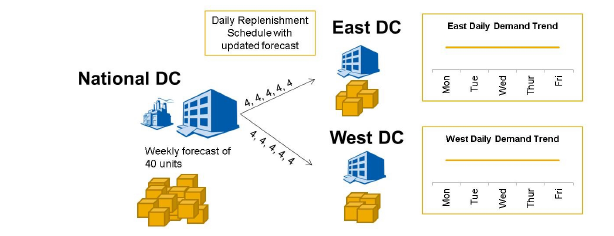 Daily Replenishment
Schedule with
updated forecast
East DC
East Daily Demand Trend
Mon
Tue
Wed
Thur
Fri
National DC
4, 4, 4, 4, 4
4, 4, 4, 4, 4
Weekly forecast of
40 units
West DC
West Daily Demand Trend
Mon
Tue
Wed
Thur
Fri